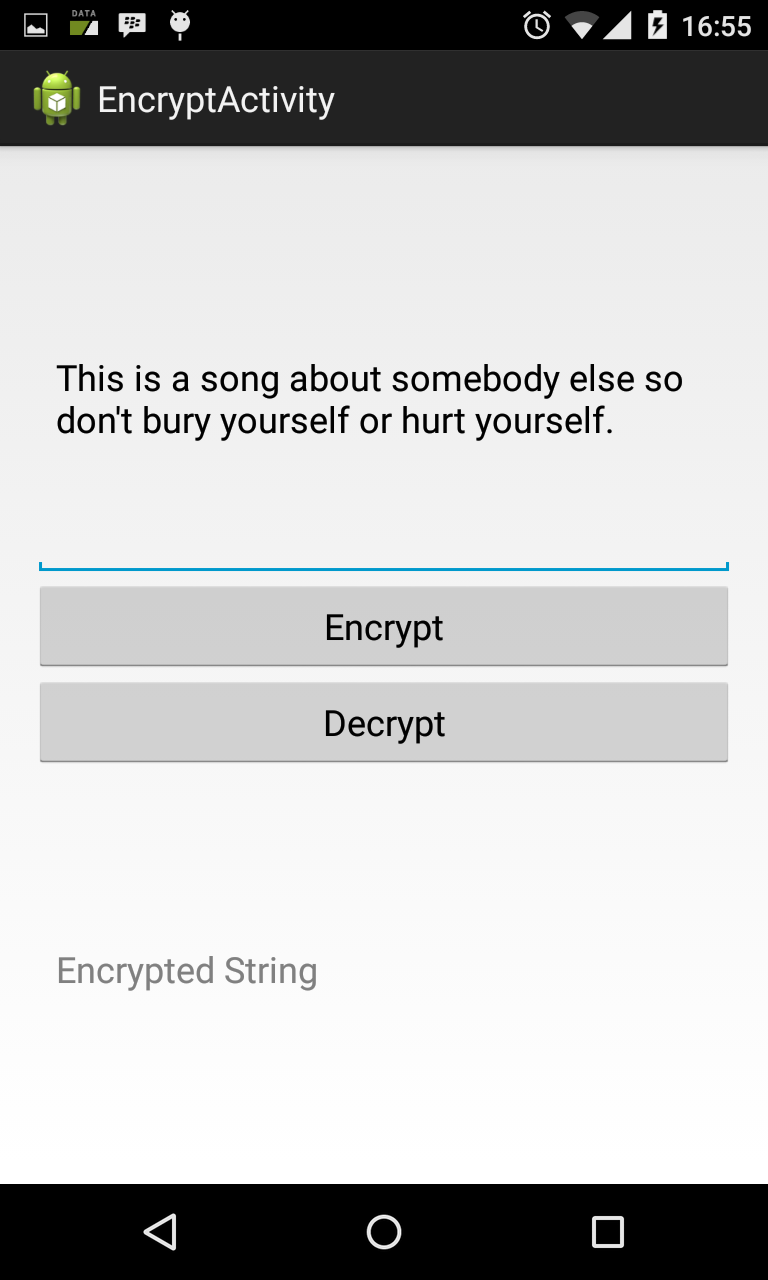 DATA
16:55
EncryptActivity
This is a song about somebody else so
don't bury yourself or hurt yourself.
Encrypt
Decrypt
Encrypted String